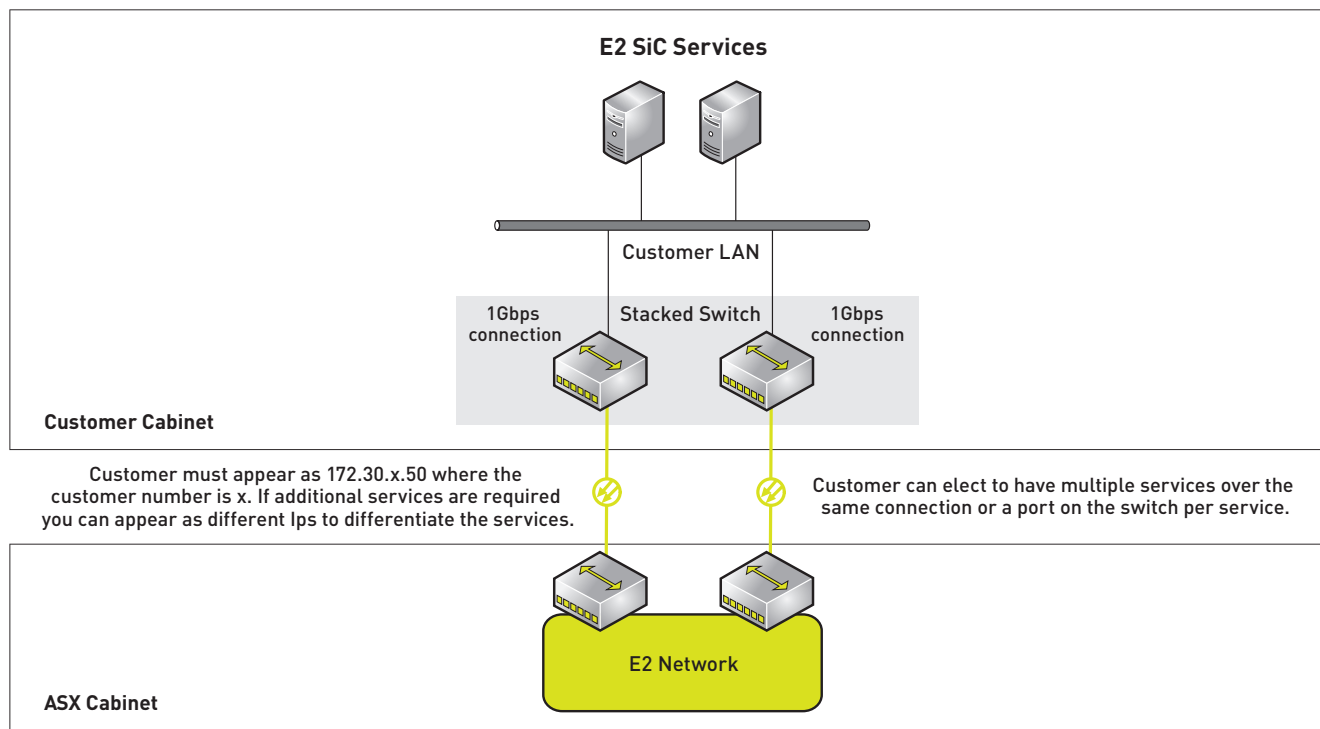 E2 SiC Services
Customer LAN
1Gbps
connection
Stacked Switch
1Gbps
connection
Customer Cabinet
Customer must appear as 172.30.x.50 where the
customer number is x. If additional services are required
you can appear as different Ips to differentiate the services.
Customer can elect to have multiple services over the
same connection or a port on the switch per service.
E2 Network
ASX Cabinet